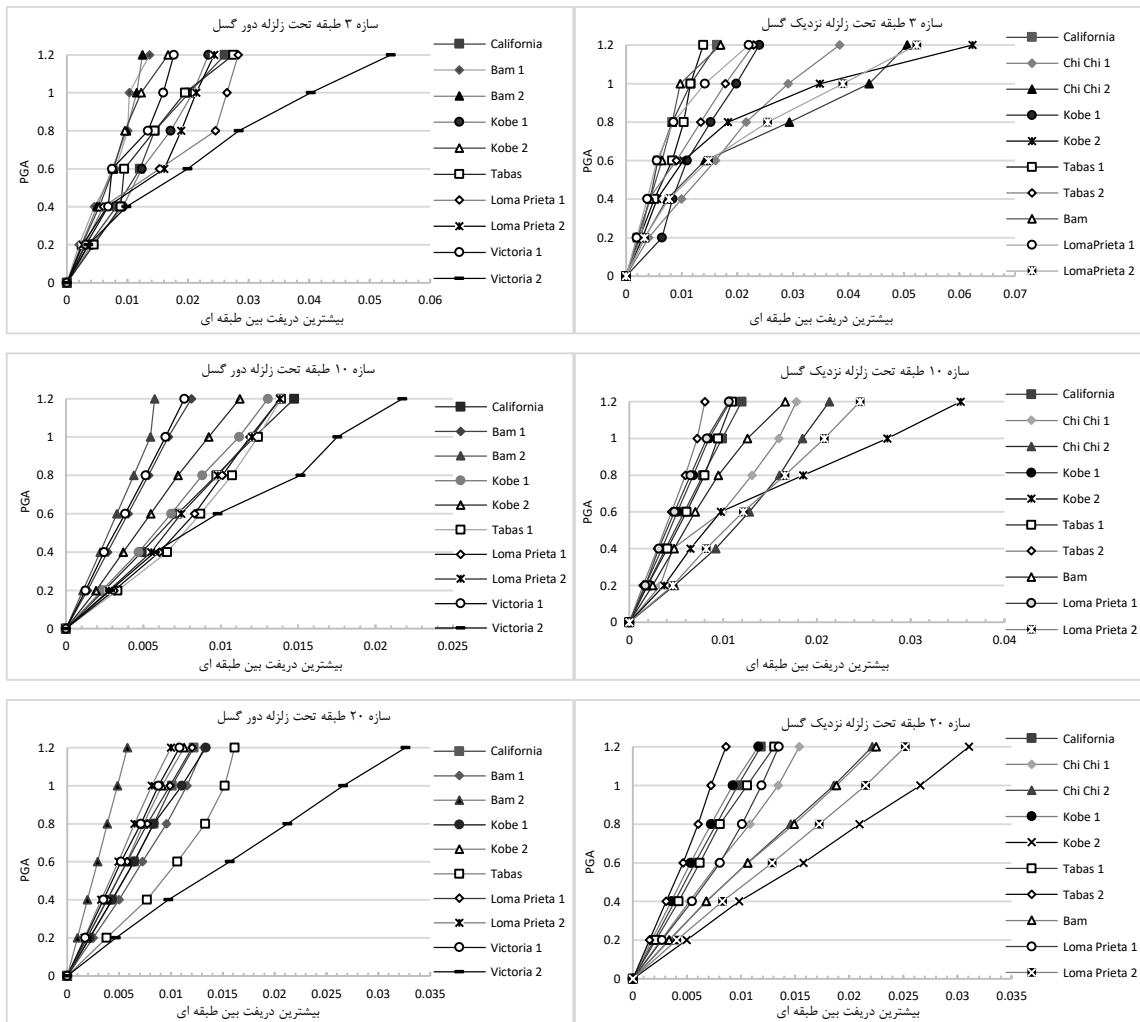 سازه ۳ طبقه تحت زلزله دور گسل
PGA
1.2
1
0.8
0.6
0.4
0.2
0
0 0.01 0.02 0.03 0.04 0.05 0.06
بیشترین دریفت بین طبقه ای
California
Bam 1
Bam 2
Kobe 1
Kobe 2
Tabas
Loma Prieta 1
Loma Prieta 2
Victoria 1
Victoria 2
سازه ۳ طبقه تحت زلزله نزدیک گسل
PGA
1.2
1
0.8
0.6
0.4
0.2
0
0 0.01 0.02 0.03 0.04 0.05 0.06 0.07
بیشترین دریفت بین طبقه ای
California
Chi Chi 1
Chi Chi 2
Kobe 1
Kobe 2
Tabas 1
Tabas 2
Bam
LomaPrieta 1
LomaPrieta 2
سازه ۱۰ طبقه تحت زلزله دور گسل
PGA
1.2
1
0.8
0.6
0.4
0.2
0
0 0.005 0.01 0.015 0.02 0.025
بیشترین دریفت بین طبقه ای
California
Bam 1
Bam 2
Kobe 1
Kobe 2
Tabas 1
Loma Prieta 1
Loma Prieta 2
Victoria 1
Victoria 2
سازه ۱۰ طبقه تحت زلزله نزدیک گسل
PGA
1.2
1
0.8
0.6
0.4
0.2
0
0 0.01 0.02 0.03 0.04
بیشترین دریفت بین طبقه ای
California
Chi Chi 1
Chi Chi 2
Kobe 1
Kobe 2
Tabas 1
Tabas 2
Bam
Loma Prieta 1
Loma Prieta 2
سازه ۲۰ طبقه تحت زلزله دور گسل
PGA
1.2
1
0.8
0.6
0.4
0.2
0
0 0.005 0.01 0.015 0.02 0.025 0.03 0.035
بیشترین دریفت بین طبقه ای
California
Bam 1
Bam 2
Kobe 1
Kobe 2
Tabas
Loma Prieta 1
Loma Prieta 2
Victoria 1
Victoria 2
سازه ۲۰ طبقه تحت زلزله نزدیک گسل
PGA
1.2
1
0.8
0.6
0.4
0.2
0
0 0.005 0.01 0.015 0.02 0.025 0.03 0.035
بیشترین دریفت بین طبقه ای
California
Chi Chi 1
Chi Chi 2
Kobe 1
Kobe 2
Tabas 1
Tabas 2
Bam
Loma Prieta 1
Loma Prieta 2